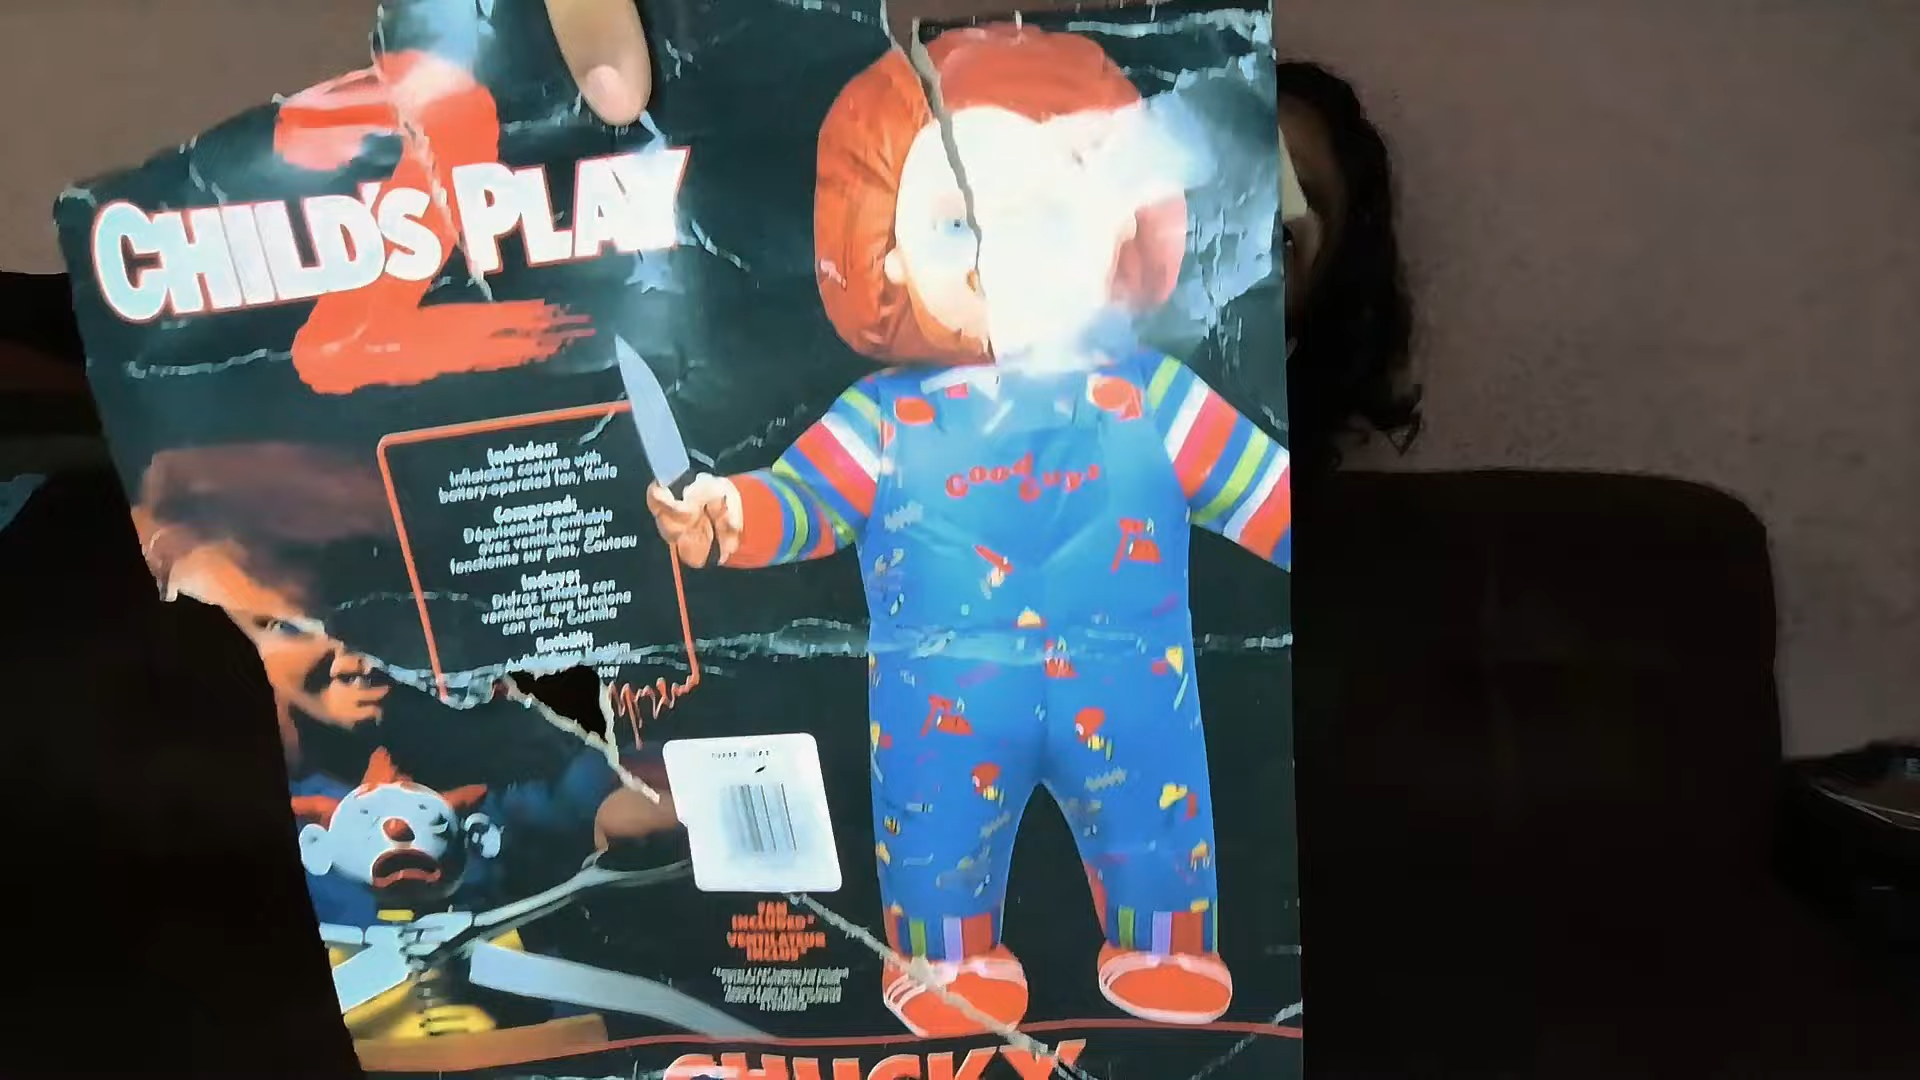 CHILD'S PLAY
2
Includes:
Inflatable costume with
battery-operated fan, Knife
Comprend:
Déguisement gonflable
avec ventilateur qui
fonctionne sur piles, Couteau
Incluye:
Disfraz inflable con
ventilador que funciona
con pilas, Cuchillo
Good Guys
FAN
INCLUDED*
VENTILATEUR
INCLUS*
CHUCKY